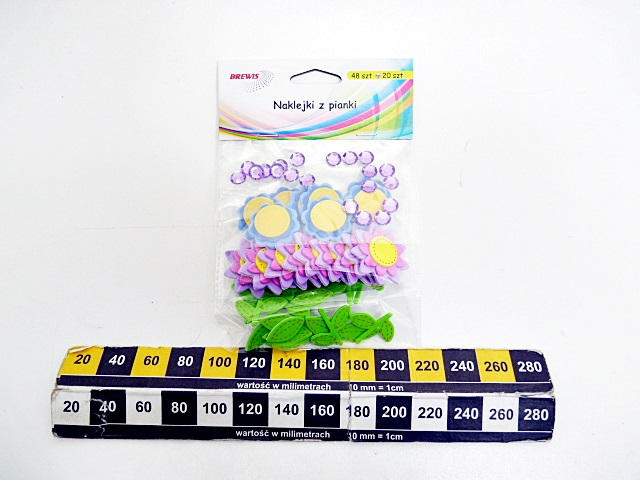 BREWIS
48 szt + 20 szt
Naklejki z pianki
20 40 60 80 100 120 140 160 180 200 220 240 260 280
wartość w milimetrach 10 mm = 1cm
20 40 60 80 100 120 140 160 180 200 220 240 260 280
wartość w milimetrach 10 mm = 1cm